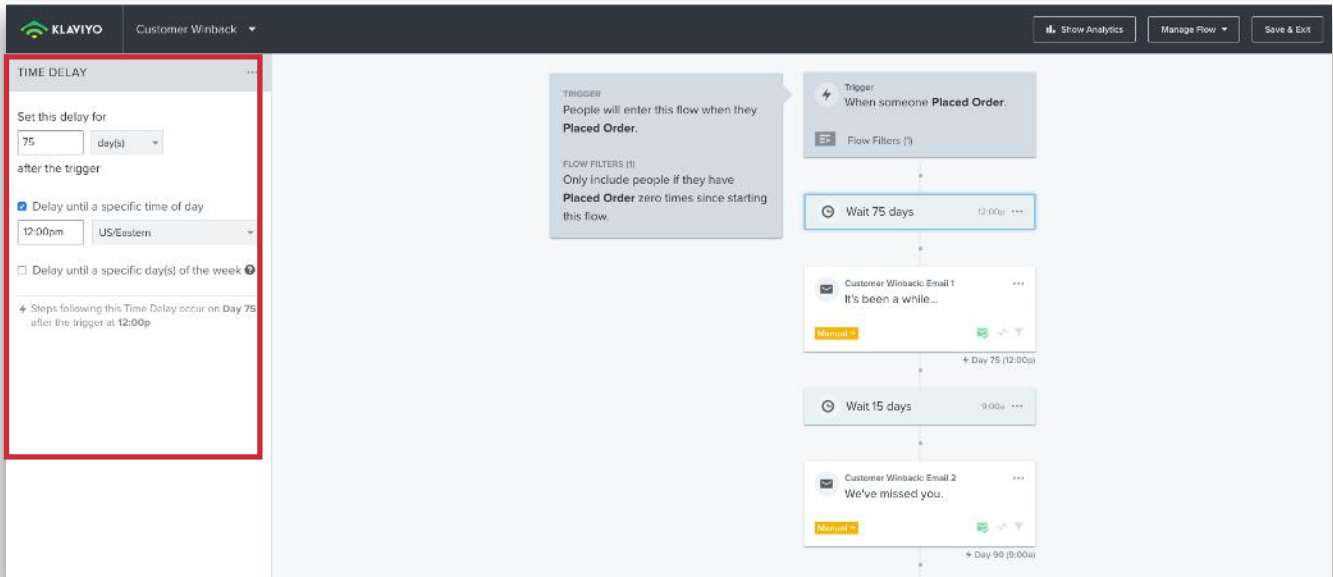 KLAVIYO
Customer Winback
Show Analytics
Manage Flow
Save & Exit
TIME DELAY
Set this delay for
75 day(s)
after the trigger
Delay until a specific time of day
12:00pm US/Eastern
Delay until a specific day(s) of the week
Steps following this Time Delay occur on Day 75
after the trigger at 12:00p
TRIGGER
People will enter this flow when they
Placed Order.
FLOW FILTERS (1)
Only include people if they have
Placed Order zero times since starting
this flow.
Trigger
When someone Placed Order.
Flow Filters (1)
Wait 75 days 12:00p
Customer Winback: Email 1
It's been a while...
Manual
Day 75 (12:00p)
Wait 15 days 9:00a
Customer Winback: Email 2
We've missed you.
Manual
Day 90 (9:00a)